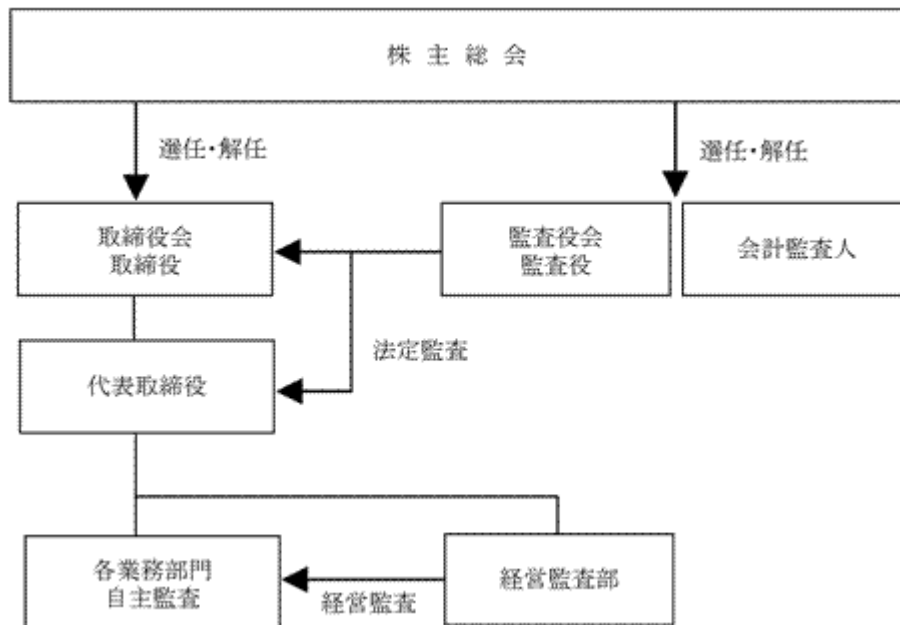 株主総会
選任・解任
選任・解任
取締役会
取締役
監査役会
監査役
会計監査人
法定監査
代表取締役
各業務部門
自主監査
経営監査
経営監査部